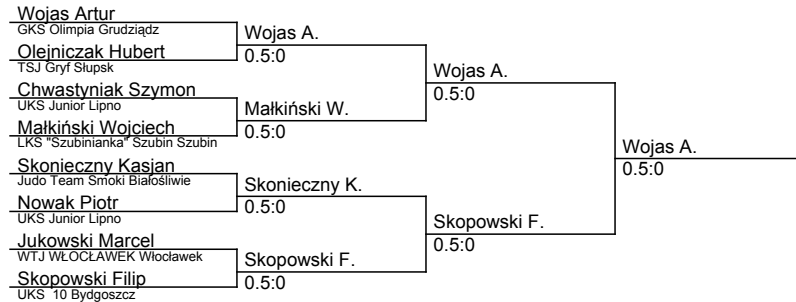 Wojas Artur
GKS Olimpia Grudziądz
Olejniczak Hubert
TSJ Gryf Słupsk
Chwastyniak Szymon
UKS Junior Lipno
Małkiński Wojciech
LKS "Szubinianka" Szubin Szubin
Skonieczny Kasjan
Judo Team Smoki Białośliwie
Nowak Piotr
UKS Junior Lipno
Jukowski Marcel
WTJ WŁOCŁAWEK Włocławek
Skopowski Filip
UKS 10 Bydgoszcz
Wojas A.
0.5:0
Małkiński W.
0.5:0
Skonieczny K.
0.5:0
Skopowski F.
0.5:0
Wojas A.
0.5:0
Skopowski F.
0.5:0
Wojas A.
0.5:0